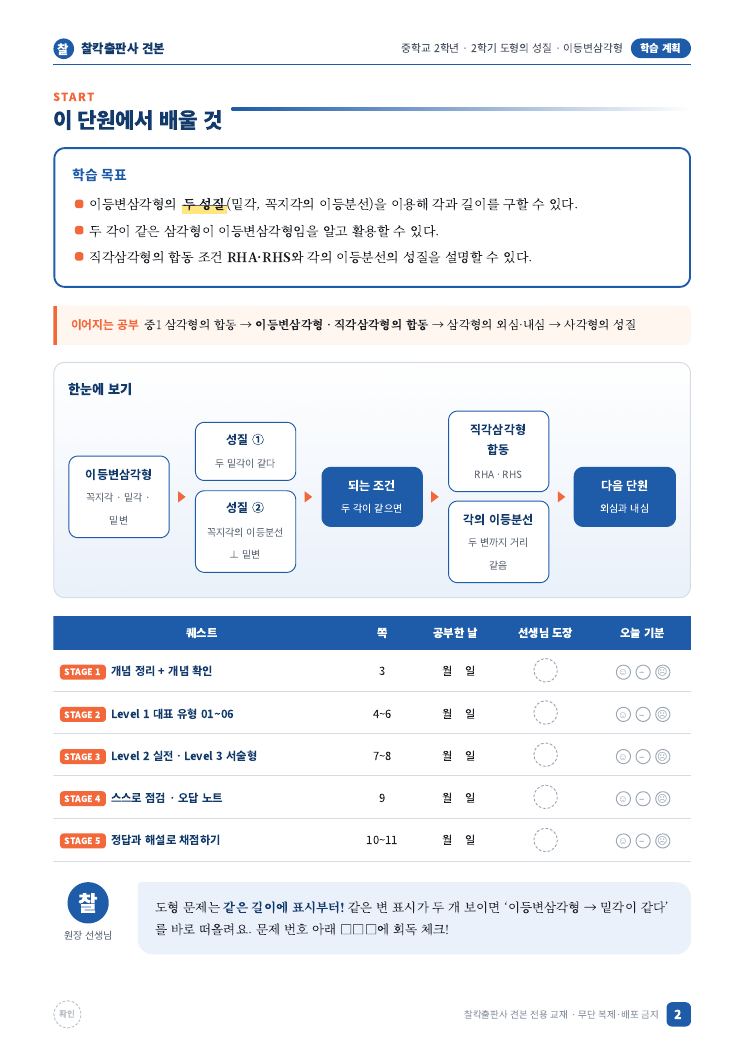 찰 찰칵출판사 견본
중학교 2학년 · 2학기 도형의 성질 · 이등변삼각형 학습 계획
START
이 단원에서 배울 것
학습 목표
이등변삼각형의 두 성질(밑각, 꼭지각의 이등분선)을 이용해 각과 길이를 구할 수 있다.
두 각이 같은 삼각형이 이등변삼각형임을 알고 활용할 수 있다.
직각삼각형의 합동 조건 RHA·RHS와 각의 이등분선의 성질을 설명할 수 있다.
이어지는 공부 중1 삼각형의 합동 → 이등변삼각형 · 직각삼각형의 합동 → 삼각형의 외심·내심 → 사각형의 성질
한눈에 보기
이등변삼각형
꼭지각 · 밑각 ·
밑변
성질 ①
두 밑각이 같다
성질 ②
꼭지각의 이등분선
⊥ 밑변
되는 조건
두 각이 같으면
직각삼각형
합동
RHA · RHS
각의 이등분선
두 변까지 거리
같음
다음 단원
외심과 내심
퀘스트 쪽 공부한 날 선생님 도장 오늘 기분
STAGE 1 개념 정리 + 개념 확인 3 월 일
STAGE 2 Level 1 대표 유형 01~06 4~6 월 일
STAGE 3 Level 2 실전 · Level 3 서술형 7~8 월 일
STAGE 4 스스로 점검 · 오답 노트 9 월 일
STAGE 5 정답과 해설로 채점하기 10~11 월 일
찰
원장 선생님
도형 문제는 같은 길이에 표시부터! 같은 변 표시가 두 개 보이면 ‘이등변삼각형 → 밑각이 같다’
를 바로 떠올려요. 문제 번호 아래 □□□에 회독 체크!
확인
찰칵출판사 견본 전용 교재 · 무단 복제·배포 금지 2